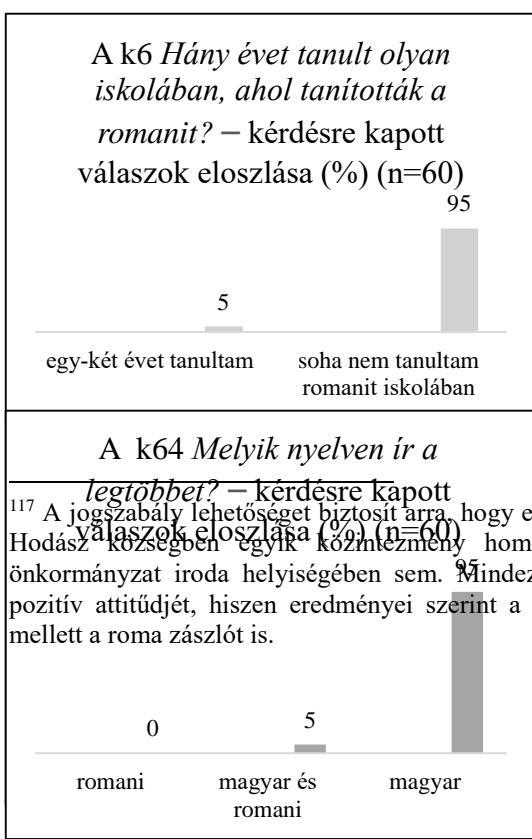 A k6 Hány évet tanult olyan
iskolában, ahol tanították a
romanit? – kérdésre kapott
válaszok eloszlása (%) (n=60)
95
5
egy-két évet tanultam
soha nem tanultam
romanit iskolában
A k64 Melyik nyelven ír a
legtöbbet? – kérdésre kapott
válaszok eloszlása (%) (n=60)
117 A jogszabály lehetőséget biztosít arra, hogy e
Hodász községben egyik közintézmény hom
önkormányzat iroda helyiségében sem. Mindez
pozitív attitűdjét, hiszen eredményei szerint a
mellett a roma zászlót is.
95
0
5
romani
magyar és
romani
magyar